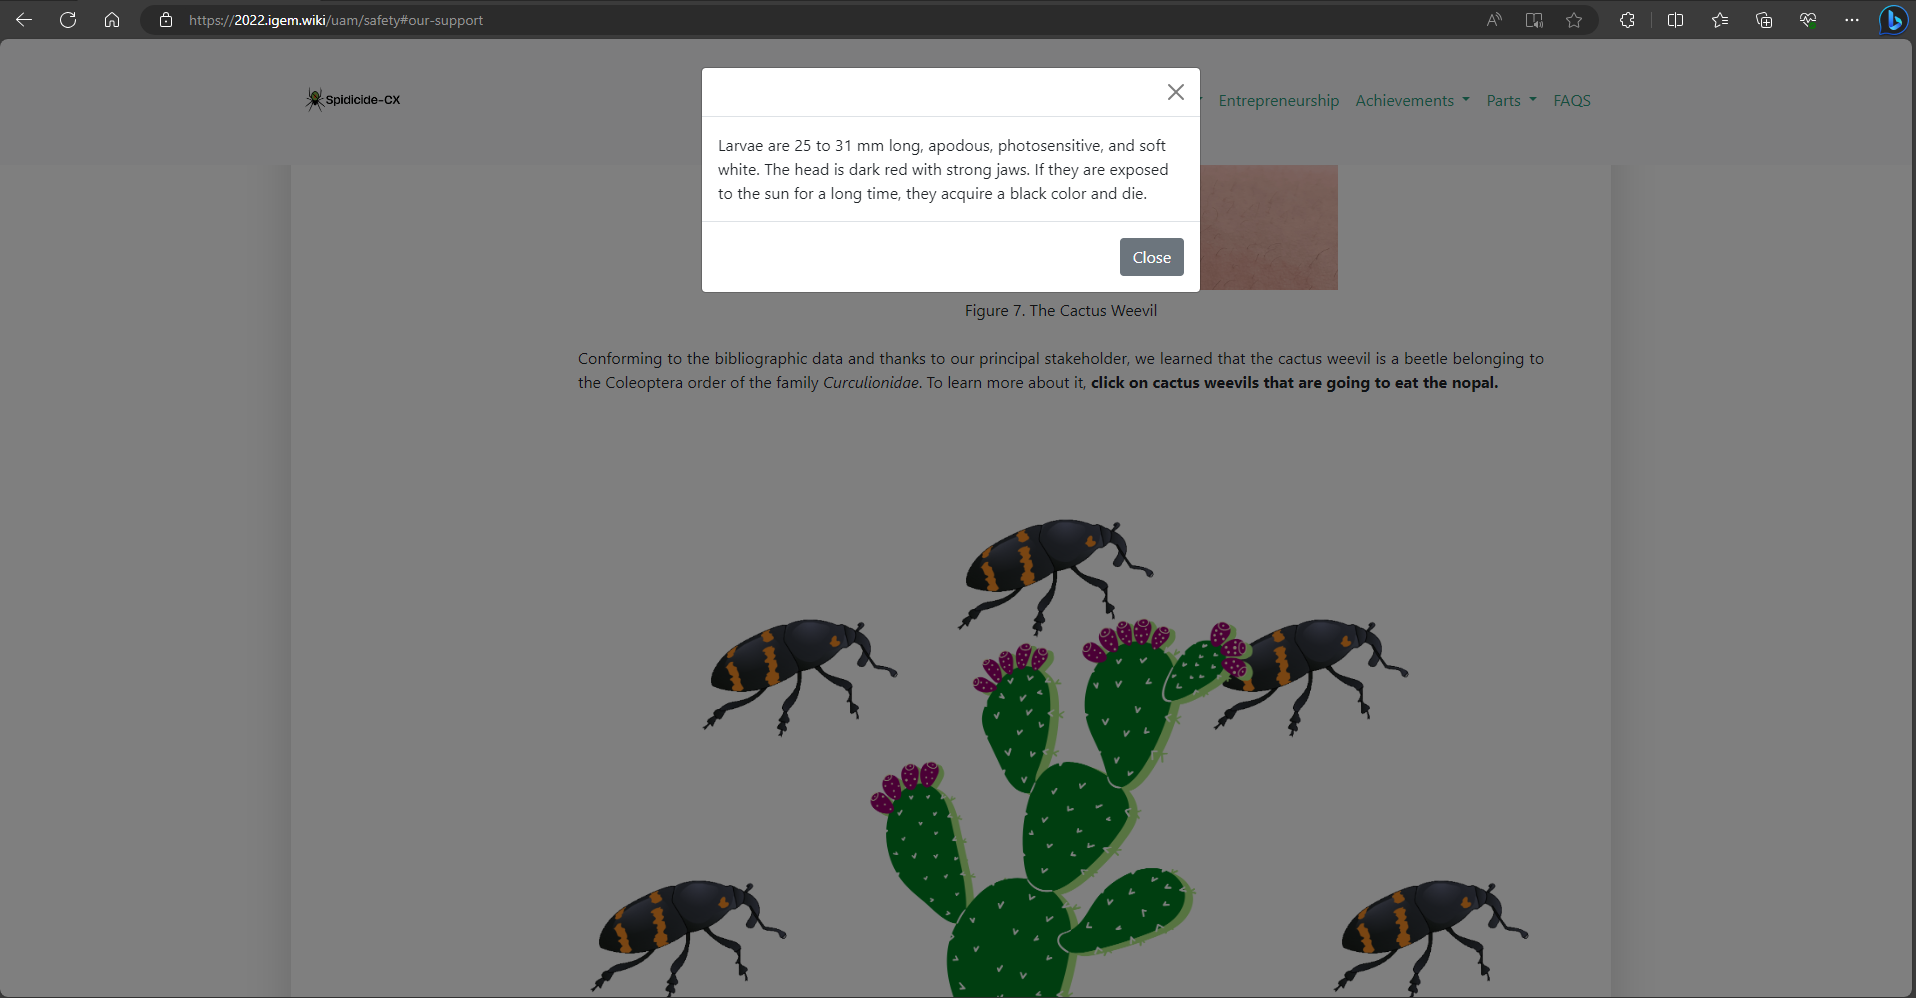 https://2022.igem.wiki/uam/safety#our-support
Spidicide-CX
Entrepreneurship Achievements Parts FAQS
Larvae are 25 to 31 mm long, apodous, photosensitive, and soft
white. The head is dark red with strong jaws. If they are exposed
to the sun for a long time, they acquire a black color and die.
Close
Figure 7. The Cactus Weevil
Conforming to the bibliographic data and thanks to our principal stakeholder, we learned that the cactus weevil is a beetle belonging to
the Coleoptera order of the family Curculionidae. To learn more about it, click on cactus weevils that are going to eat the nopal.